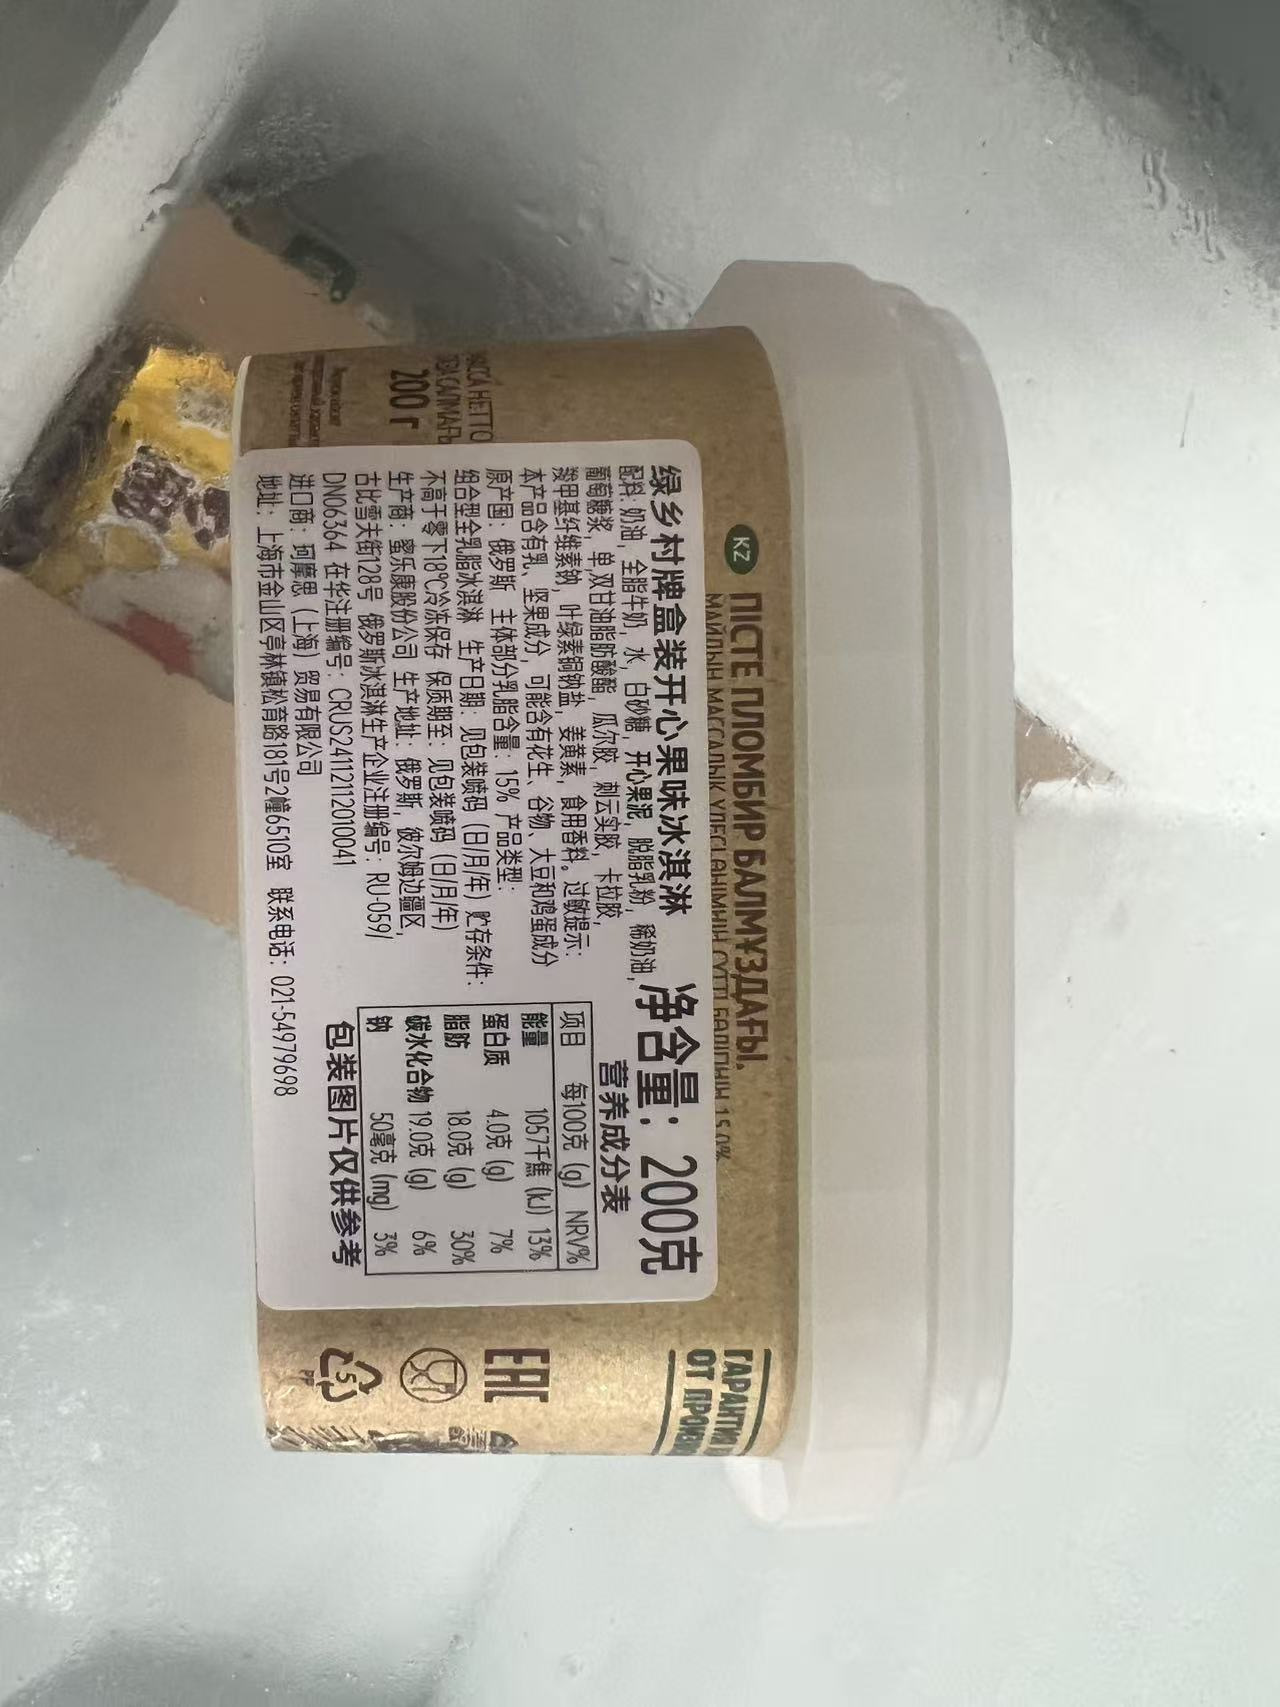 绿乡村牌盒装开心果味冰淇淋
配料：奶油，全脂牛奶，水，白砂糖，开心果泥，脱脂乳粉，稀奶油，
葡萄糖浆，单,双甘油脂肪酸酯，瓜尔胶，刺云实胶，卡拉胶，
羧甲基纤维素钠，叶绿素铜钠盐，姜黄素，食用香料。过敏提示：
本产品含有乳、坚果成分，可能含有花生、谷物、大豆和鸡蛋成分
原产国：俄罗斯 主体部分乳脂含量：15% 产品类型：
组合型全乳脂冰淇淋 生产日期：见包装喷码（日/月/年）贮存条件：
不高于零下18℃冷冻保存 保质期至：见包装喷码（日/月/年）
生产商：蜜乐康股份公司 生产地址：俄罗斯，彼尔姆边疆区，
古比雪夫街128号 俄罗斯冰淇淋生产企业注册编号：RU-059/
DN06364 在华注册编号：CRUS24112112010041
进口商：珂摩思（上海）贸易有限公司
地址：上海市金山区亭林镇松育路181号2幢6510室 联系电话：021-54979698
净含量：200克
营养成分表
项目 每100克（g） NRV%
能量 1057千焦（kJ） 13%
蛋白质 4.0克（g） 7%
脂肪 18.0克（g） 30%
碳水化合物 19.0克（g） 6%
钠 50毫克（mg） 3%
包装图片仅供参考
KZ ПІСТЕ ПЛОМБИР БАЛМҰЗДАҒЫ.
15,0%
НЕТТО
200 г
ГАРАНТИЯ
ОТ
EAC
5
PP